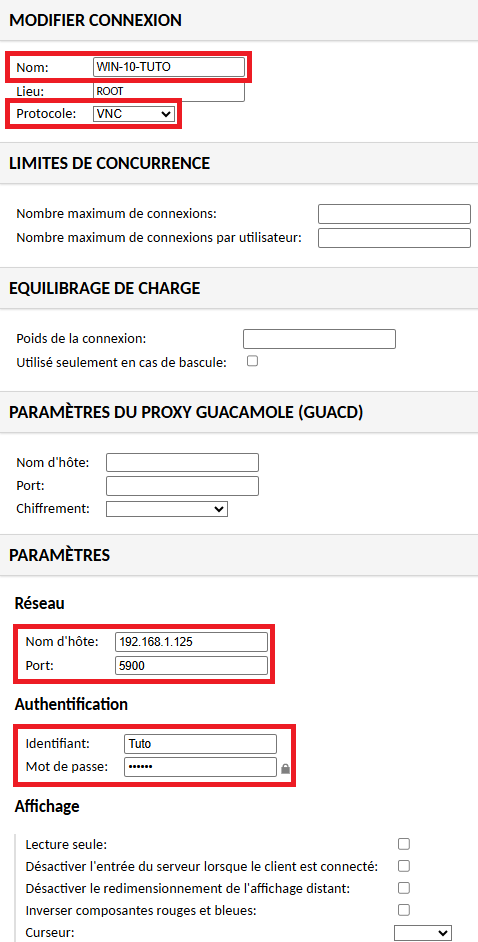 MODIFIER CONNEXION
Nom: WIN-10-TUTO
Lieu: ROOT
Protocole: VNC
LIMITES DE CONCURRENCE
Nombre maximum de connexions:
Nombre maximum de connexions par utilisateur:
EQUILIBRAGE DE CHARGE
Poids de la connexion:
Utilisé seulement en cas de bascule:
PARAMÈTRES DU PROXY GUACAMOLE (GUACD)
Nom d'hôte:
Port:
Chiffrement:
PARAMÈTRES
Réseau
Nom d'hôte: 192.168.1.125
Port: 5900
Authentification
Identifiant: Tuto
Mot de passe: ••••••
Affichage
Lecture seule:
Désactiver l'entrée du serveur lorsque le client est connecté:
Désactiver le redimensionnement de l'affichage distant:
Inverser composantes rouges et bleues:
Curseur: